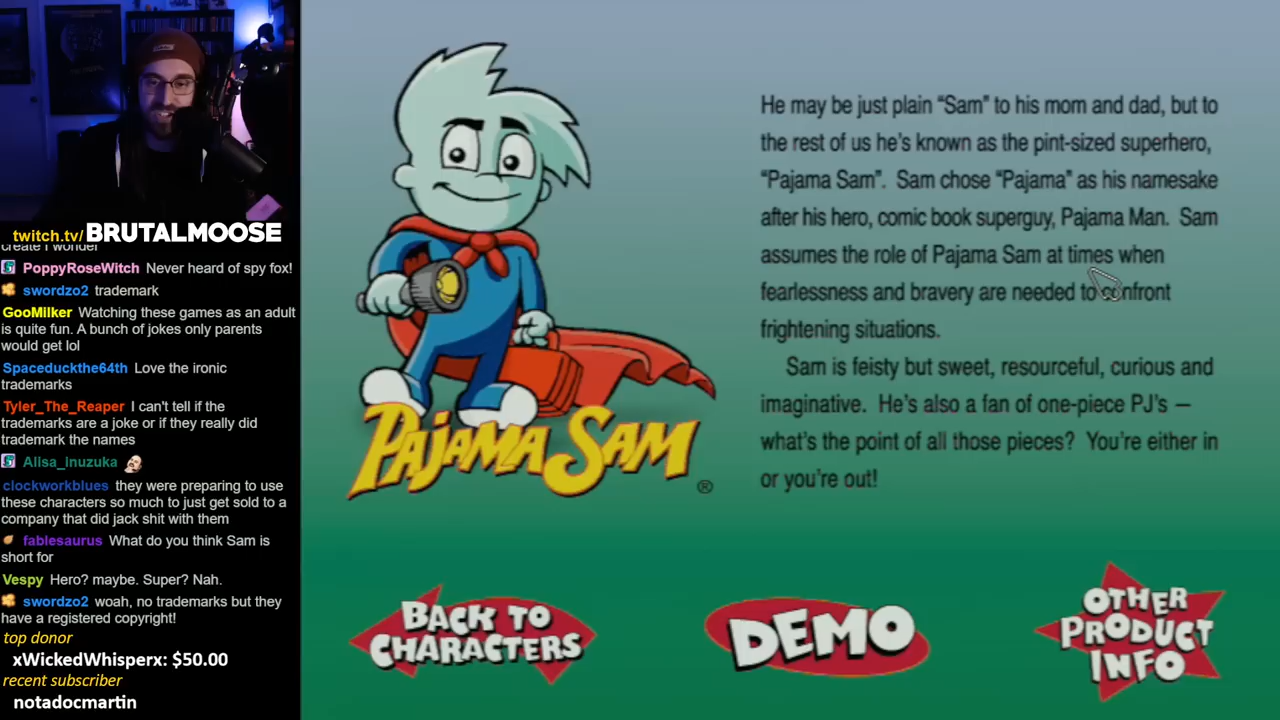 twitch.tv/BRUTALMOOSE
create I wonder
PoppyRoseWitch Never heard of spy fox!
swordzo2 trademark
GooMilker Watching these games as an adult
is quite fun. A bunch of jokes only parents
would get lol
Spaceduckthe64th Love the ironic
trademarks
Tyler_The_Reaper I can't tell if the
trademarks are a joke or if they really did
trademark the names
Alisa_inuzuka
clockworkblues they were preparing to use
these characters so much to just get sold to a
company that did jack shit with them
fablesaurus What do you think Sam is
short for
Vespy Hero? maybe. Super? Nah.
swordzo2 woah, no trademarks but they
have a registered copyright!
top donor
xWickedWhisperx: $50.00
recent subscriber
notadocmartin
PAJAMA SAM ®
He may be just plain “Sam” to his mom and dad, but to
the rest of us he’s known as the pint-sized superhero,
“Pajama Sam”. Sam chose “Pajama” as his namesake
after his hero, comic book superguy, Pajama Man. Sam
assumes the role of Pajama Sam at times when
fearlessness and bravery are needed to confront
frightening situations.
Sam is feisty but sweet, resourceful, curious and
imaginative. He’s also a fan of one-piece PJ’s —
what’s the point of all those pieces? You’re either in
or you’re out!
BACK TO
CHARACTERS
DEMO
OTHER
PRODUCT
INFO